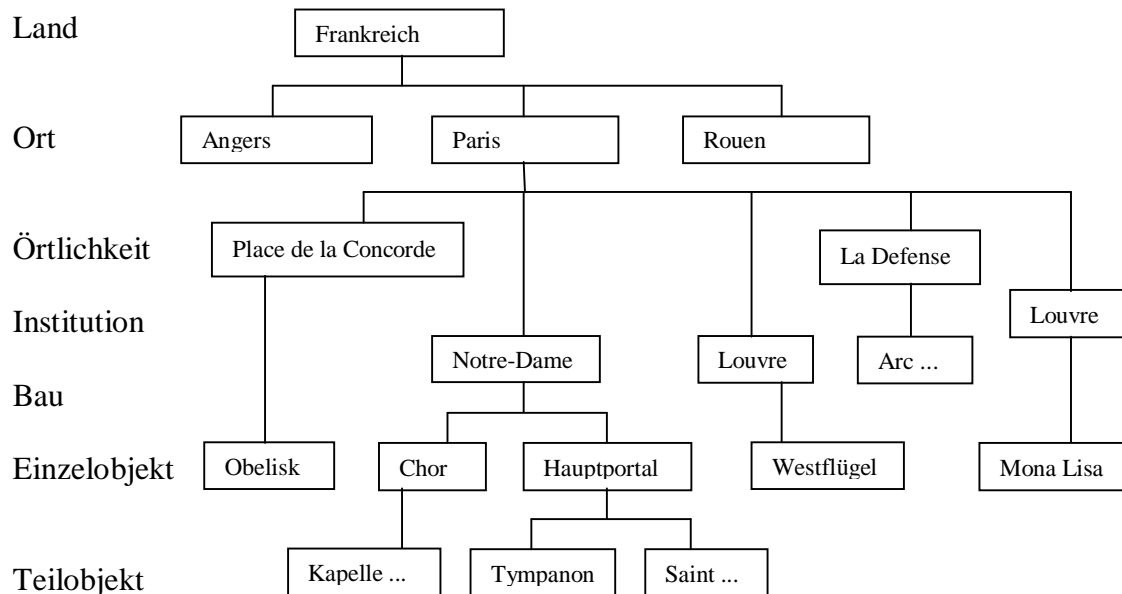 Land
Frankreich
Ort
Angers
Paris
Rouen
Örtlichkeit
Place de la Concorde
La Defense
Institution
Louvre
Notre-Dame
Louvre
Arc ...
Bau
Einzelobjekt
Obelisk
Chor
Hauptportal
Westflügel
Mona Lisa
Teilobjekt
Kapelle ...
Tympanon
Saint ...